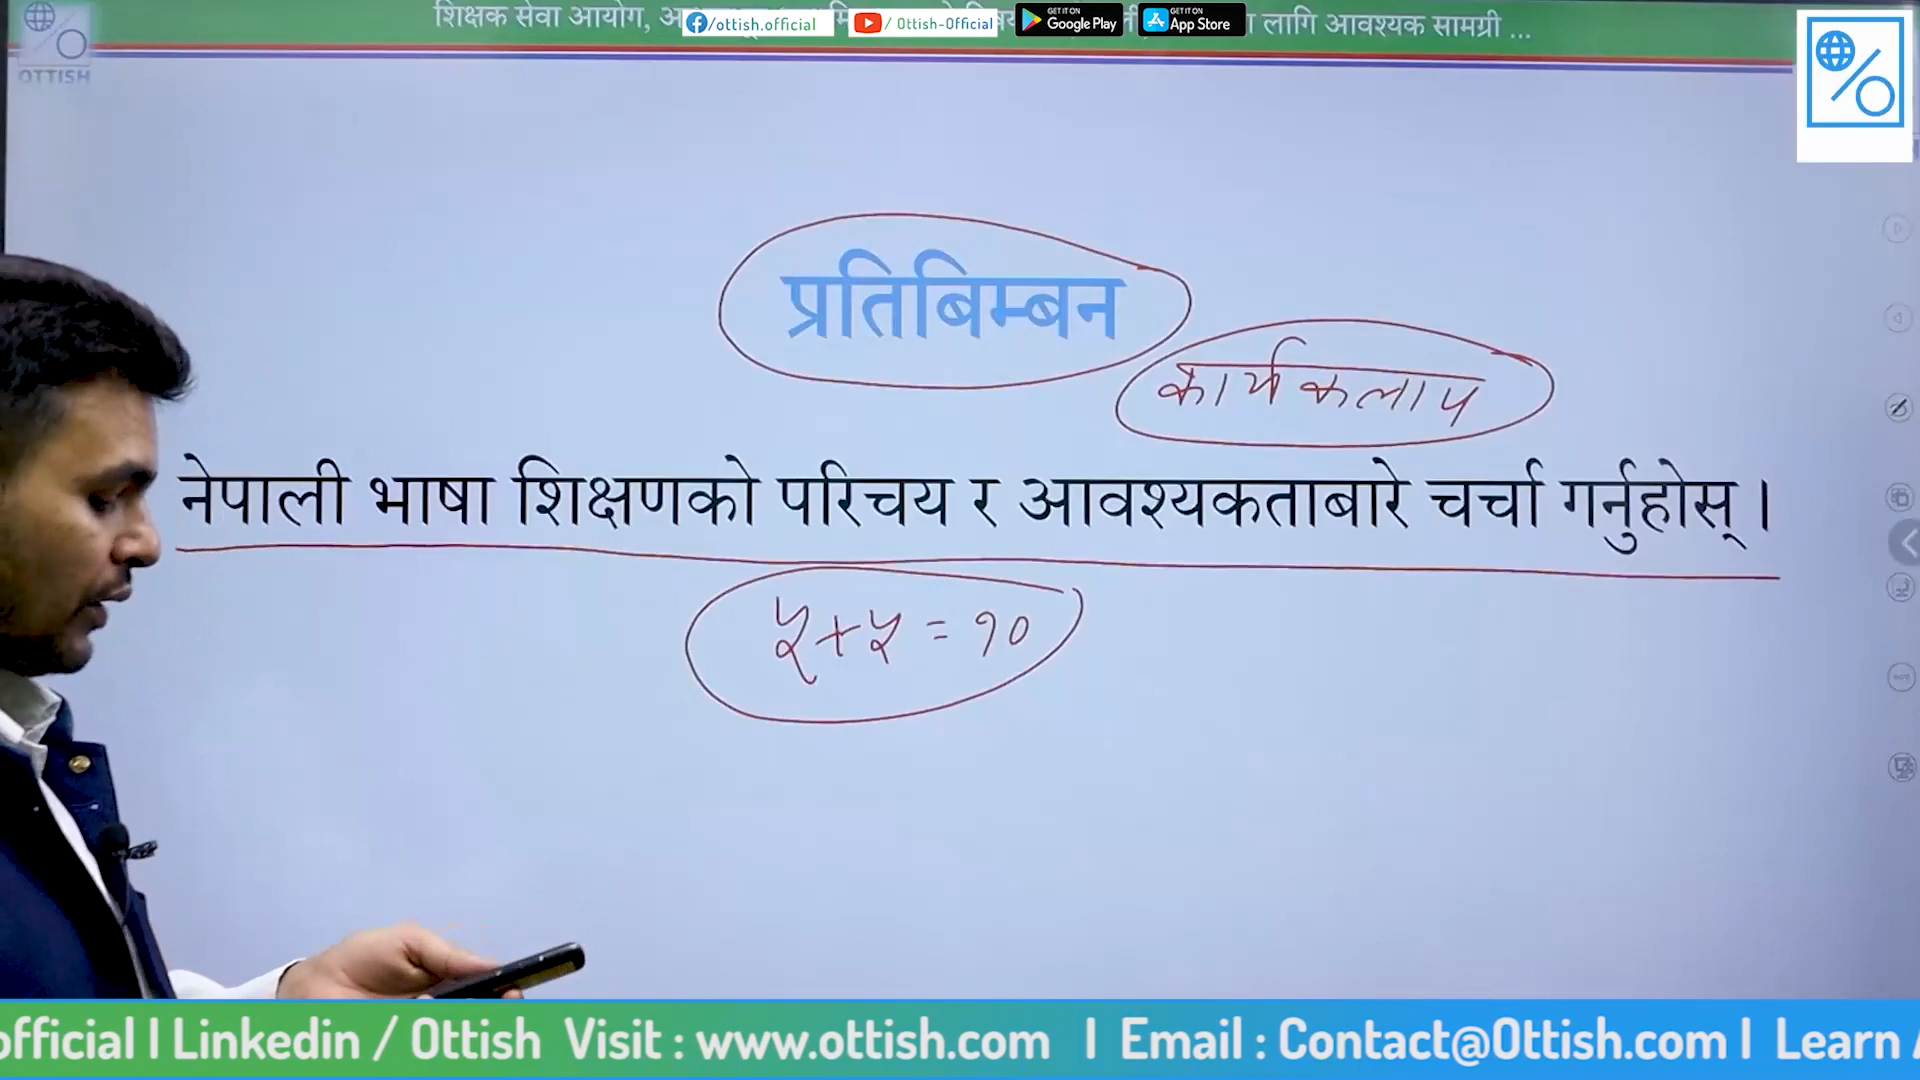 शिक्षक सेवा आयोग,
/ottish.official / Ottish-Official GET IT ON Google Play GET IT ON App Store
लागि आवश्यक सामग्री ...
OTTISH
प्रतिबिम्बन
कार्यकलाप
नेपाली भाषा शिक्षणको परिचय र आवश्यकताबारे चर्चा गर्नुहोस् ।
५+५ = १०
official I Linkedin / Ottish Visit : www.ottish.com I Email : Contact@Ottish.com I Learn